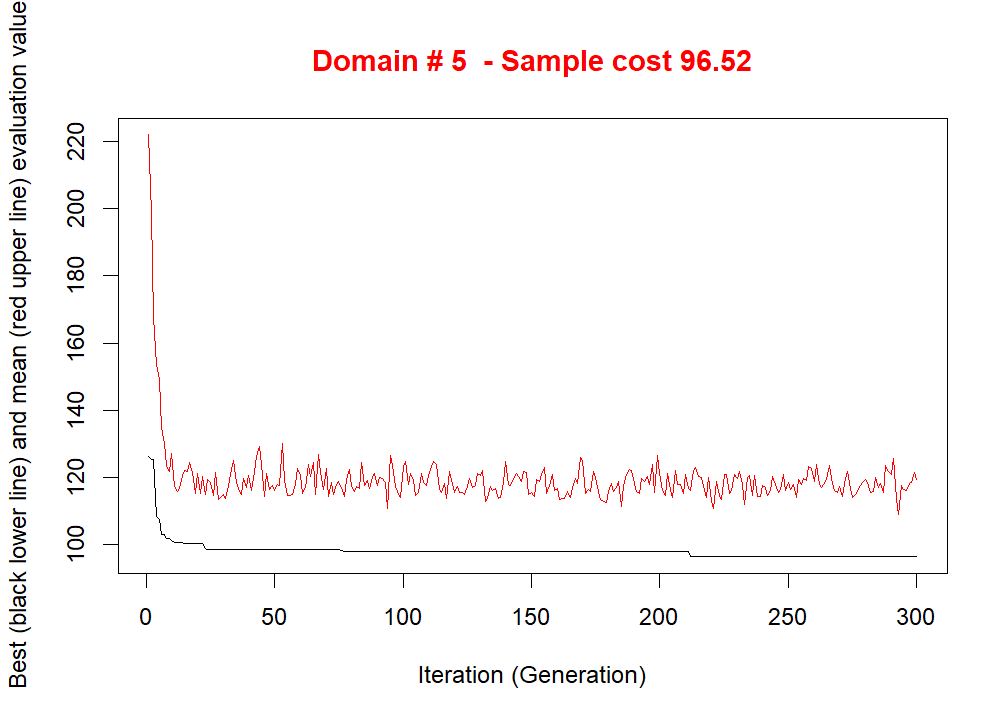 Domain # 5  - Sample cost 96.52
Best (black lower line) and mean (red upper line) evaluation value
220
200
180
160
140
120
100
0 50 100 150 200 250 300
Iteration (Generation)